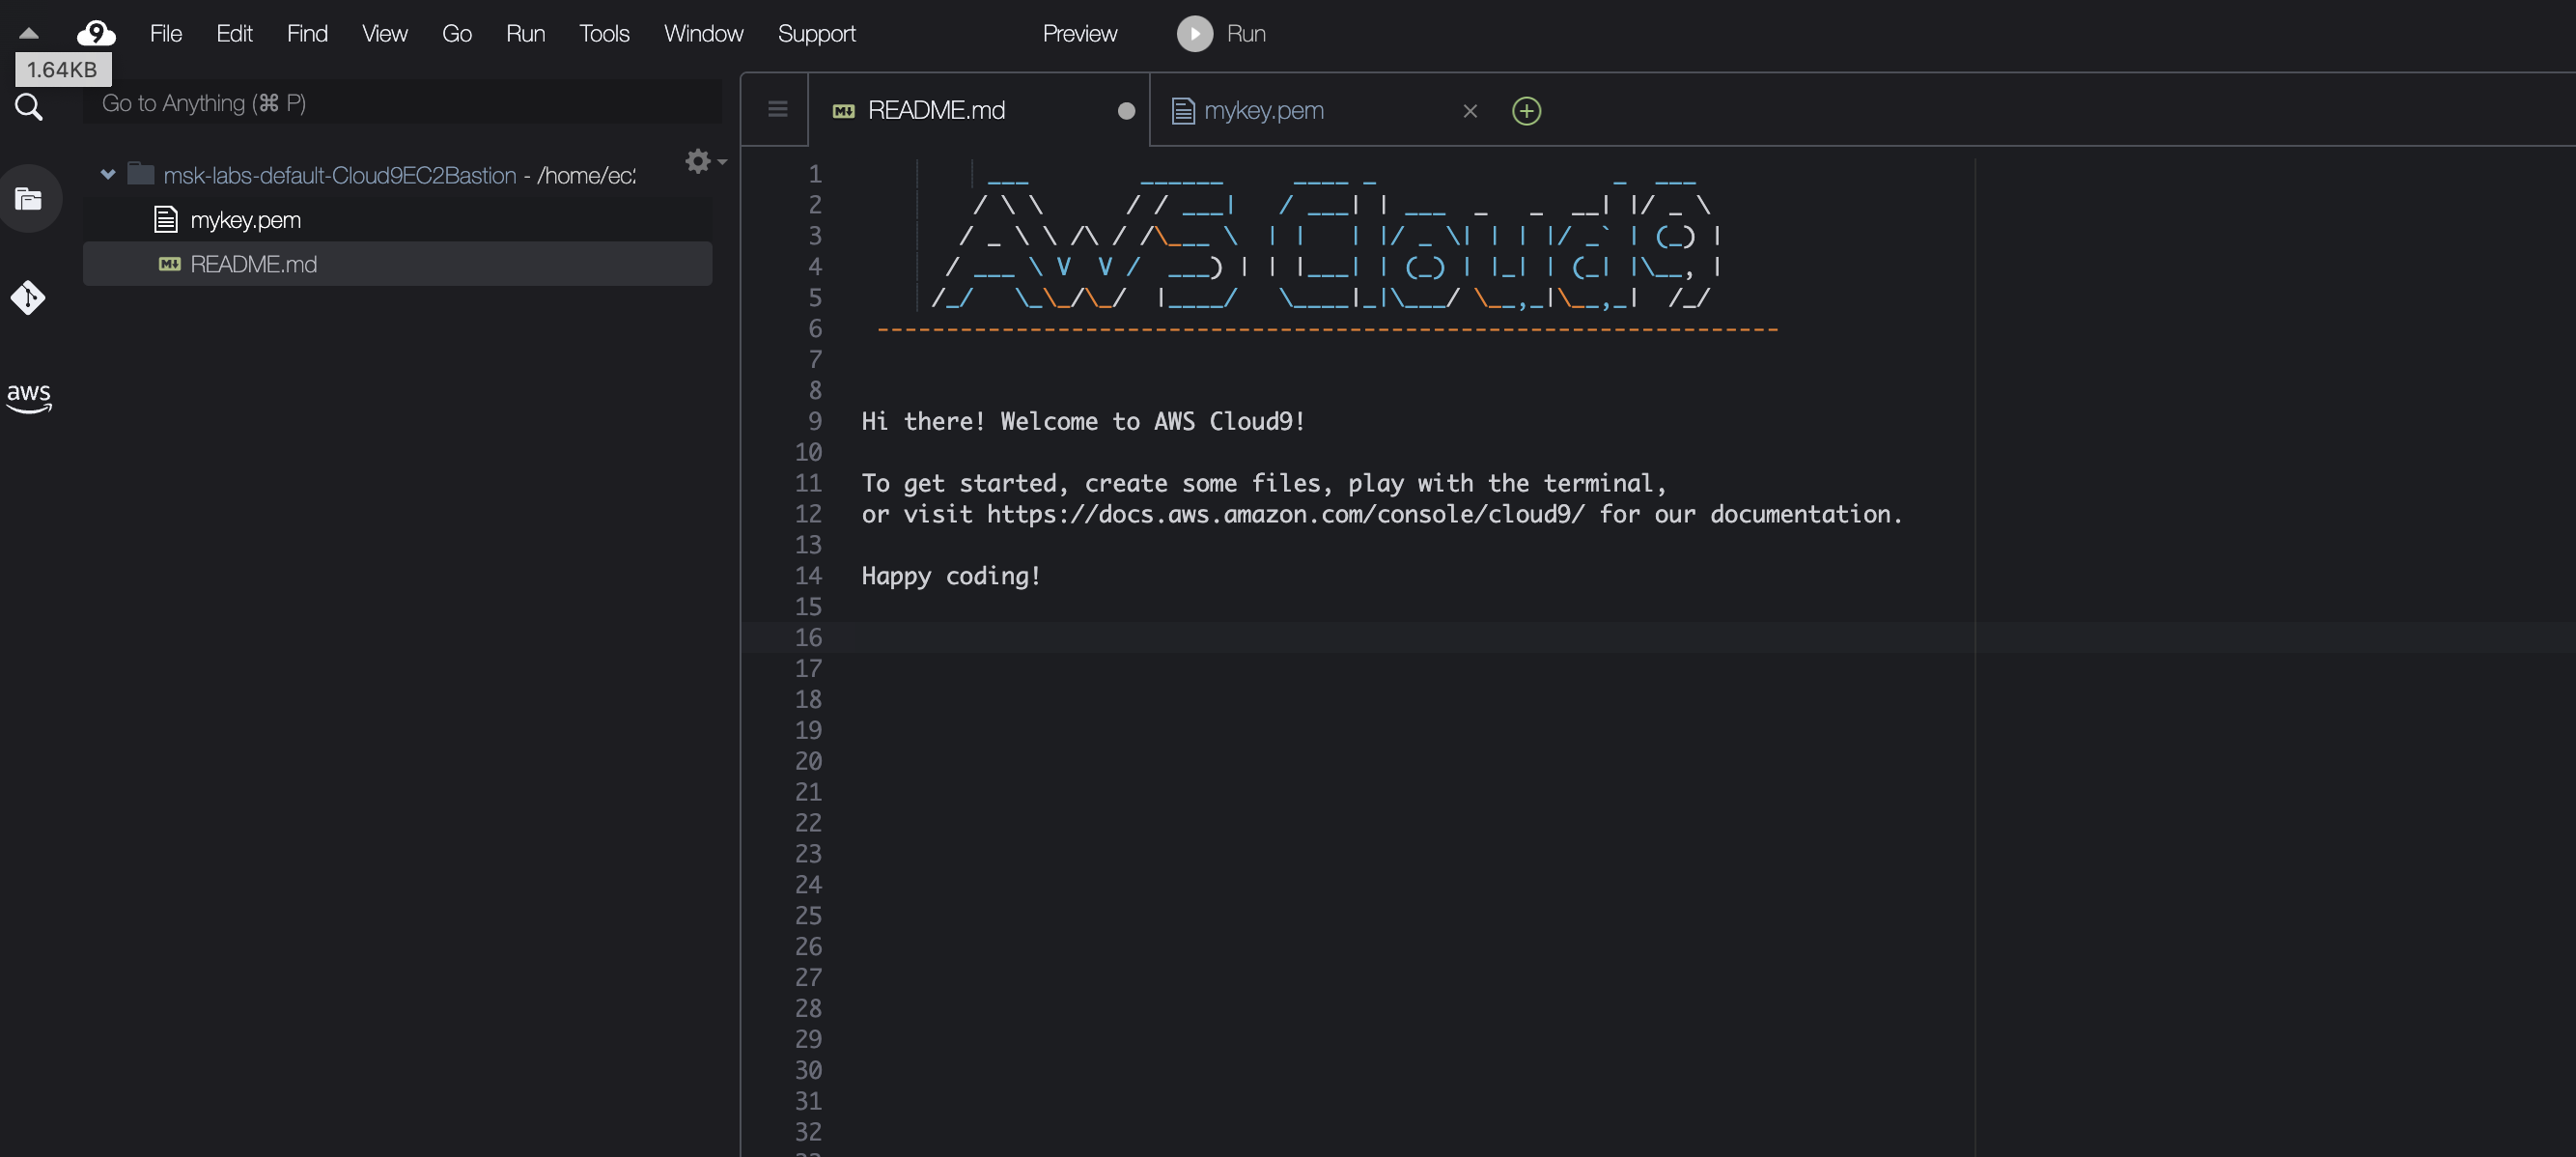 File Edit Find View Go Run Tools Window Support Preview Run
1.64KB
Go to Anything (⌘ P)
README.md
mykey.pem
msk-labs-default-Cloud9EC2Bastion - /home/ec2
mykey.pem
README.md
aws
1
2
3
4
5
6 -----------------------------------------------------------------
7
8
9 Hi there! Welcome to AWS Cloud9!
10
11 To get started, create some files, play with the terminal,
12 or visit https://docs.aws.amazon.com/console/cloud9/ for our documentation.
13
14 Happy coding!
15
16
17
18
19
20
21
22
23
24
25
26
27
28
29
30
31
32